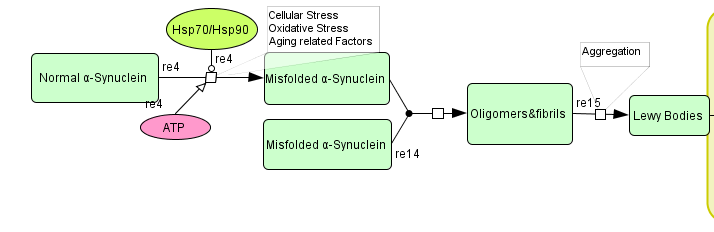 Cellular Stress
Oxidative Stress
Aging related Factors
Hsp70/Hsp90
re4
re4
Normal α-Synuclein
re4
ATP
Misfolded α-Synuclein
Misfolded α-Synuclein
re14
Oligomers&fibrils
Aggregation
re15
Lewy Bodies